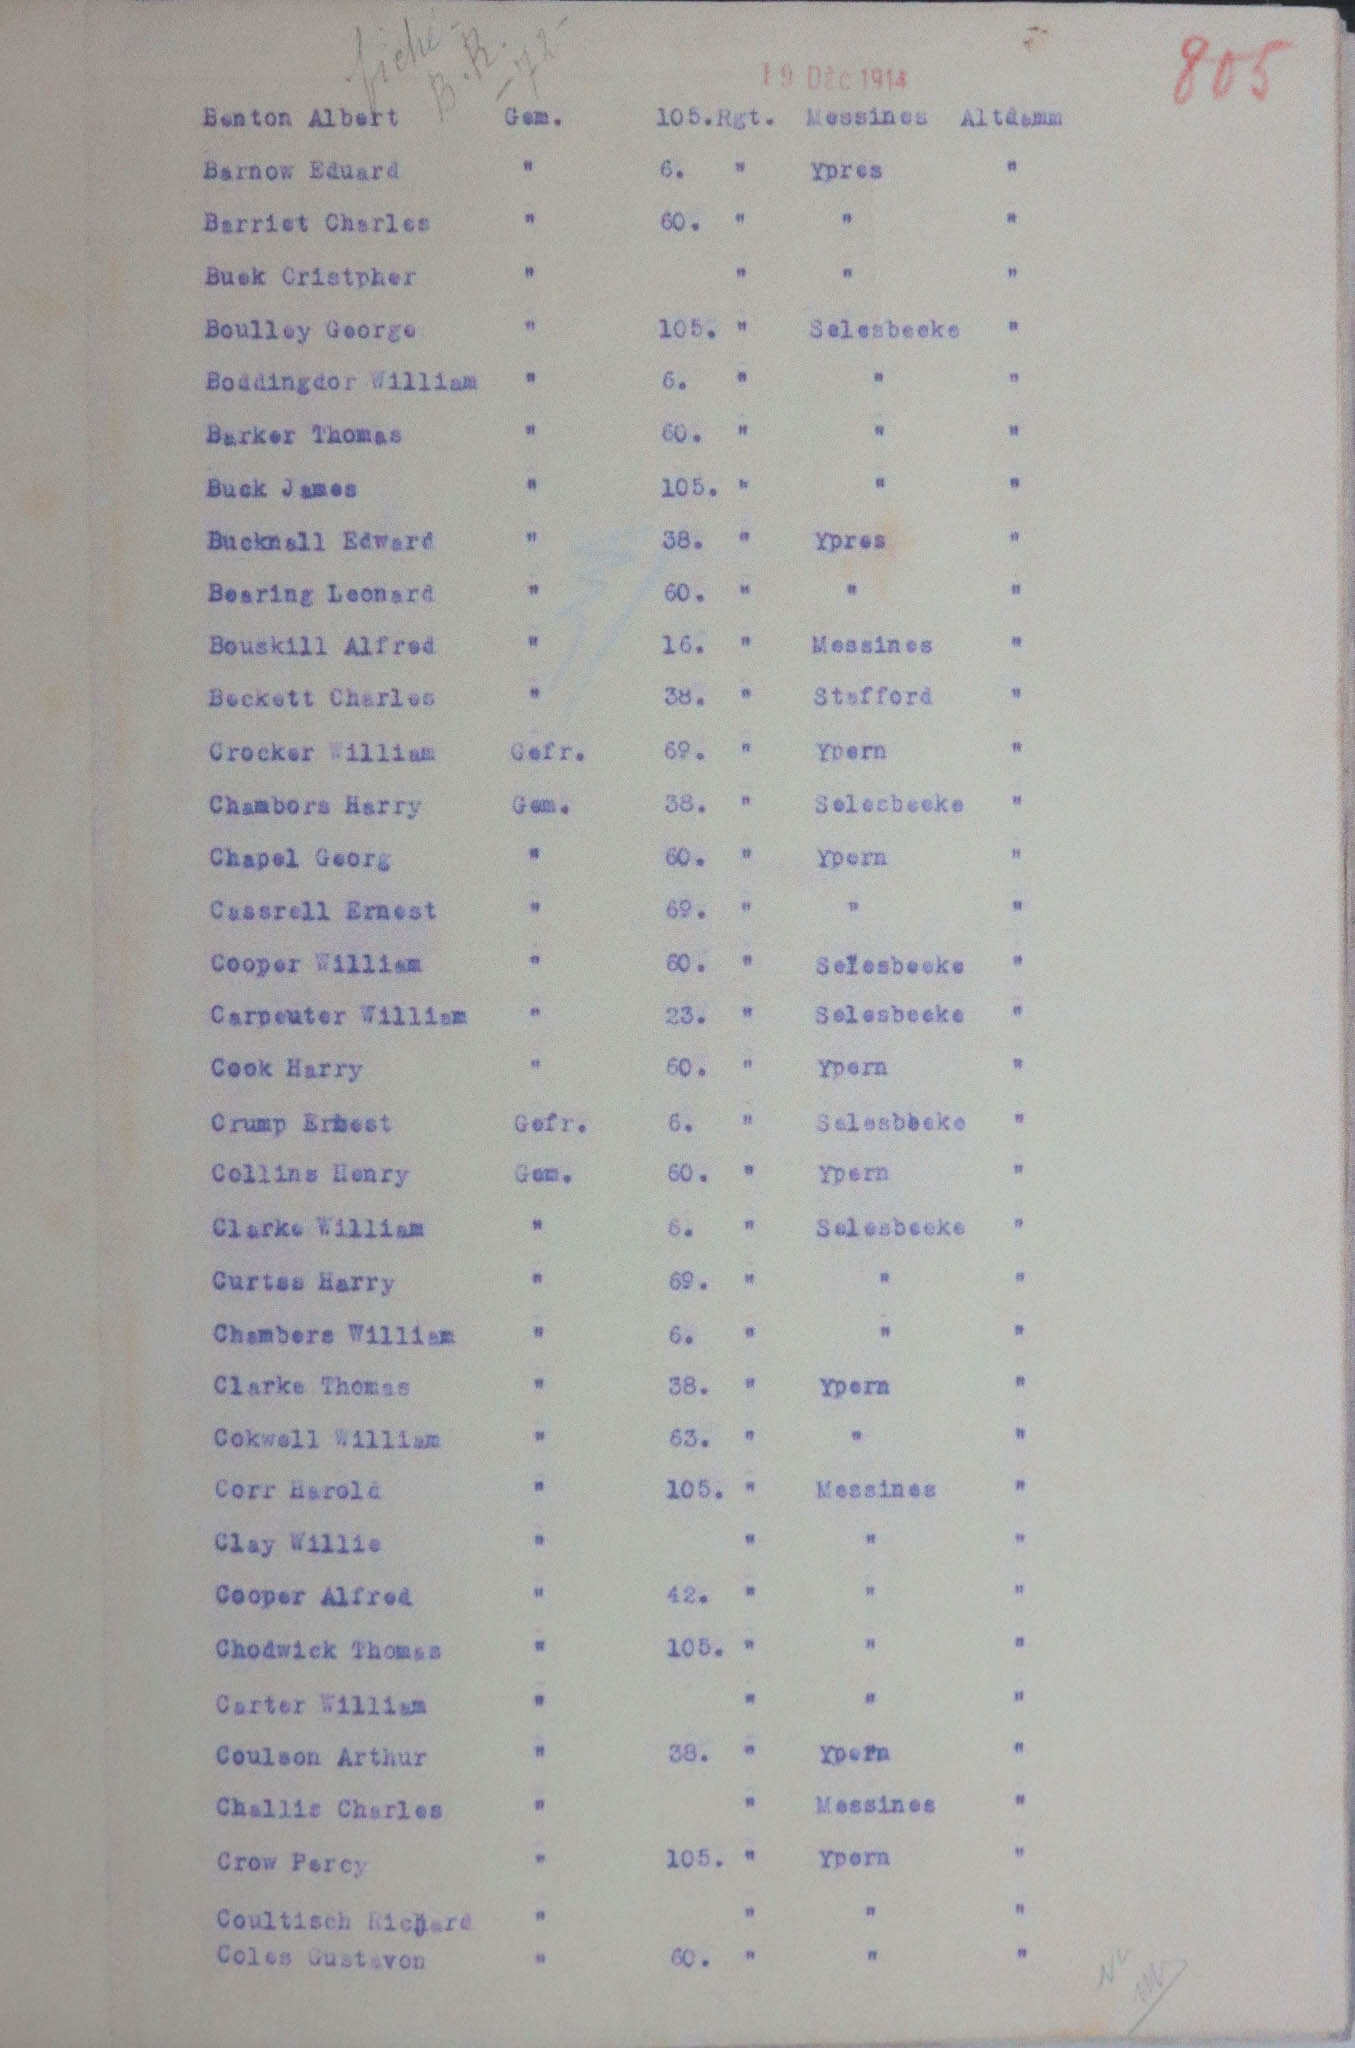 fiché - B.R. - 72 -
19 Dec 1914
805
Benton Albert Gem. 105.Rgt. Messines Altdamm
Barnow Eduard " 6. " Ypres "
Barriet Charles " 60. " " "
Buek Cristpher " " " "
Boulley George " 105. " Selesbeeke "
Boddingdor William " 6. " " "
Barker Thomas " 60. " " "
Buck James " 105. " " "
Bucknall Edward " 38. " Ypres "
Bearing Leonard " 60. " " "
Bouskill Alfred " 16. " Messines "
Beckett Charles " 38. " Stafford "
Crocker William Gefr. 69. " Ypern "
Chambors Harry Gem. 38. " Selesbeeke "
Chapel Georg " 60. " Ypern "
Cassrell Ernest " 69. " " "
Cooper William " 60. " Selesbeeke "
Carpeuter William " 23. " Selesbeeke "
Cook Harry " 60. " Ypern "
Crump Ernest Gefr. 6. " Selesbeeke "
Collins Henry Gem. 60. " Ypern "
Clarke William " 6. " Selesbeeke "
Curtss Harry " 69. " " "
Chambers William " 6. " " "
Clarke Thomas " 38. " Ypern "
Cokwell William " 63. " " "
Corr Harold " 105. " Messines "
Clay Willie " " " "
Cooper Alfred " 42. " " "
Chodwick Thomas " 105. " " "
Carter William " " " "
Coulson Arthur " 38. " Ypern "
Challis Charles " " Messines "
Crow Percy " 105. " Ypern "
Coultisch Richard " " " "
Coles Gustavon " 60. " " "